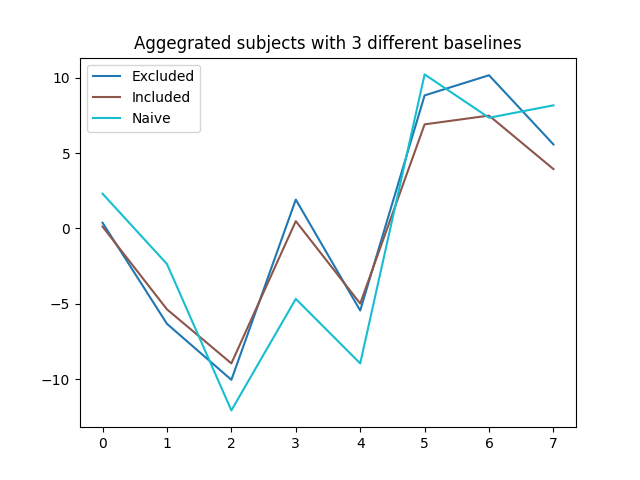 Aggegrated subjects with 3 different baselines
Excluded
Included
Naive
10
5
0
−5
−10
0 1 2 3 4 5 6 7